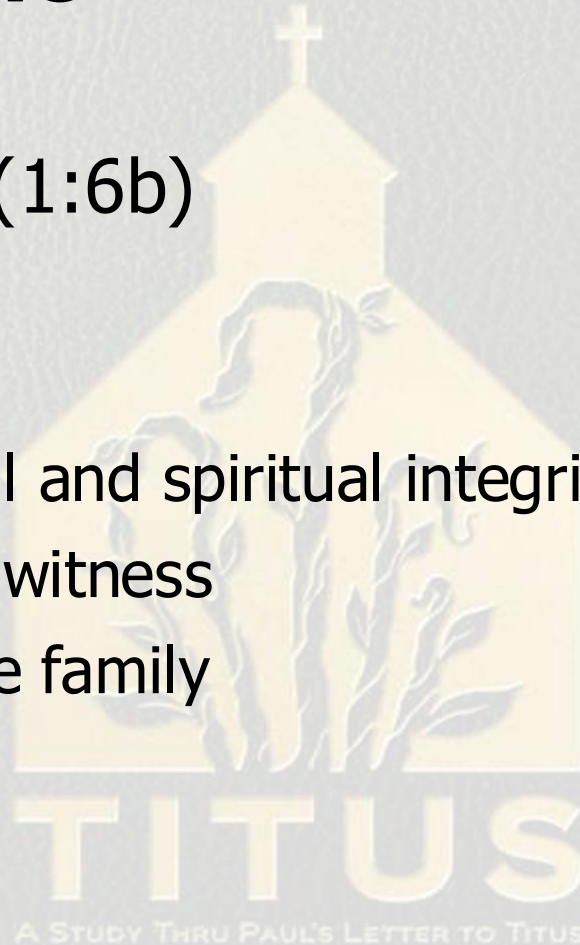 (1:6b)
l and spiritual integri
witness
e family
TITUS
A STUDY THRU PAUL'S LETTER TO TITUS